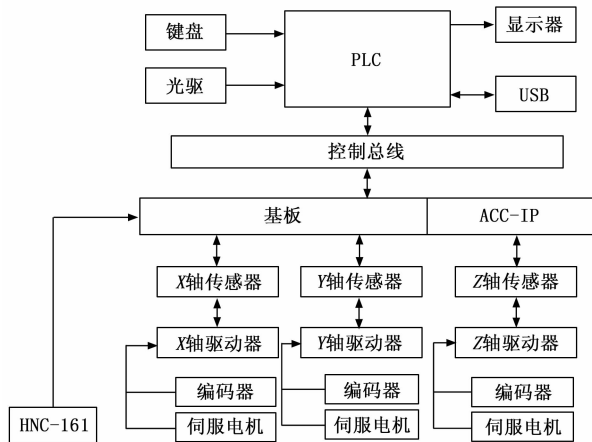 键盘
显示器
PLC
光驱
USB
控制总线
基板
ACC-IP
X轴传感器
Y轴传感器
Z轴传感器
X轴驱动器
Y轴驱动器
Z轴驱动器
编码器
编码器
编码器
HNC-161
伺服电机
伺服电机
伺服电机